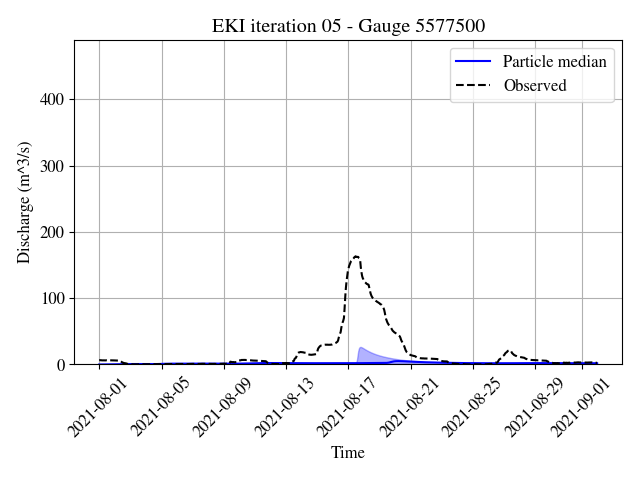 EKI iteration 05 - Gauge 5577500
Particle median
Observed
Discharge (m^3/s)
400
300
200
100
0
2021-08-01
2021-08-05
2021-08-09
2021-08-13
2021-08-17
2021-08-21
2021-08-25
2021-08-29
2021-09-01
Time